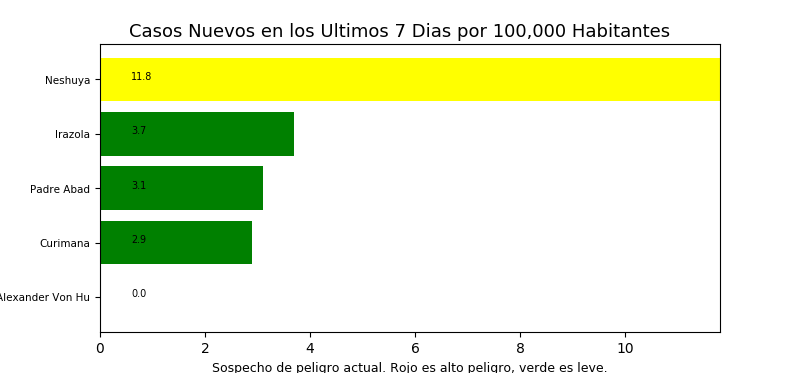 Casos Nuevos en los Ultimos 7 Dias por 100,000 Habitantes
Neshuya 11.8
Irazola 3.7
Padre Abad 3.1
Curimana 2.9
Alexander Von Hu 0.0
0 2 4 6 8 10
Sospecho de peligro actual. Rojo es alto peligro, verde es leve.